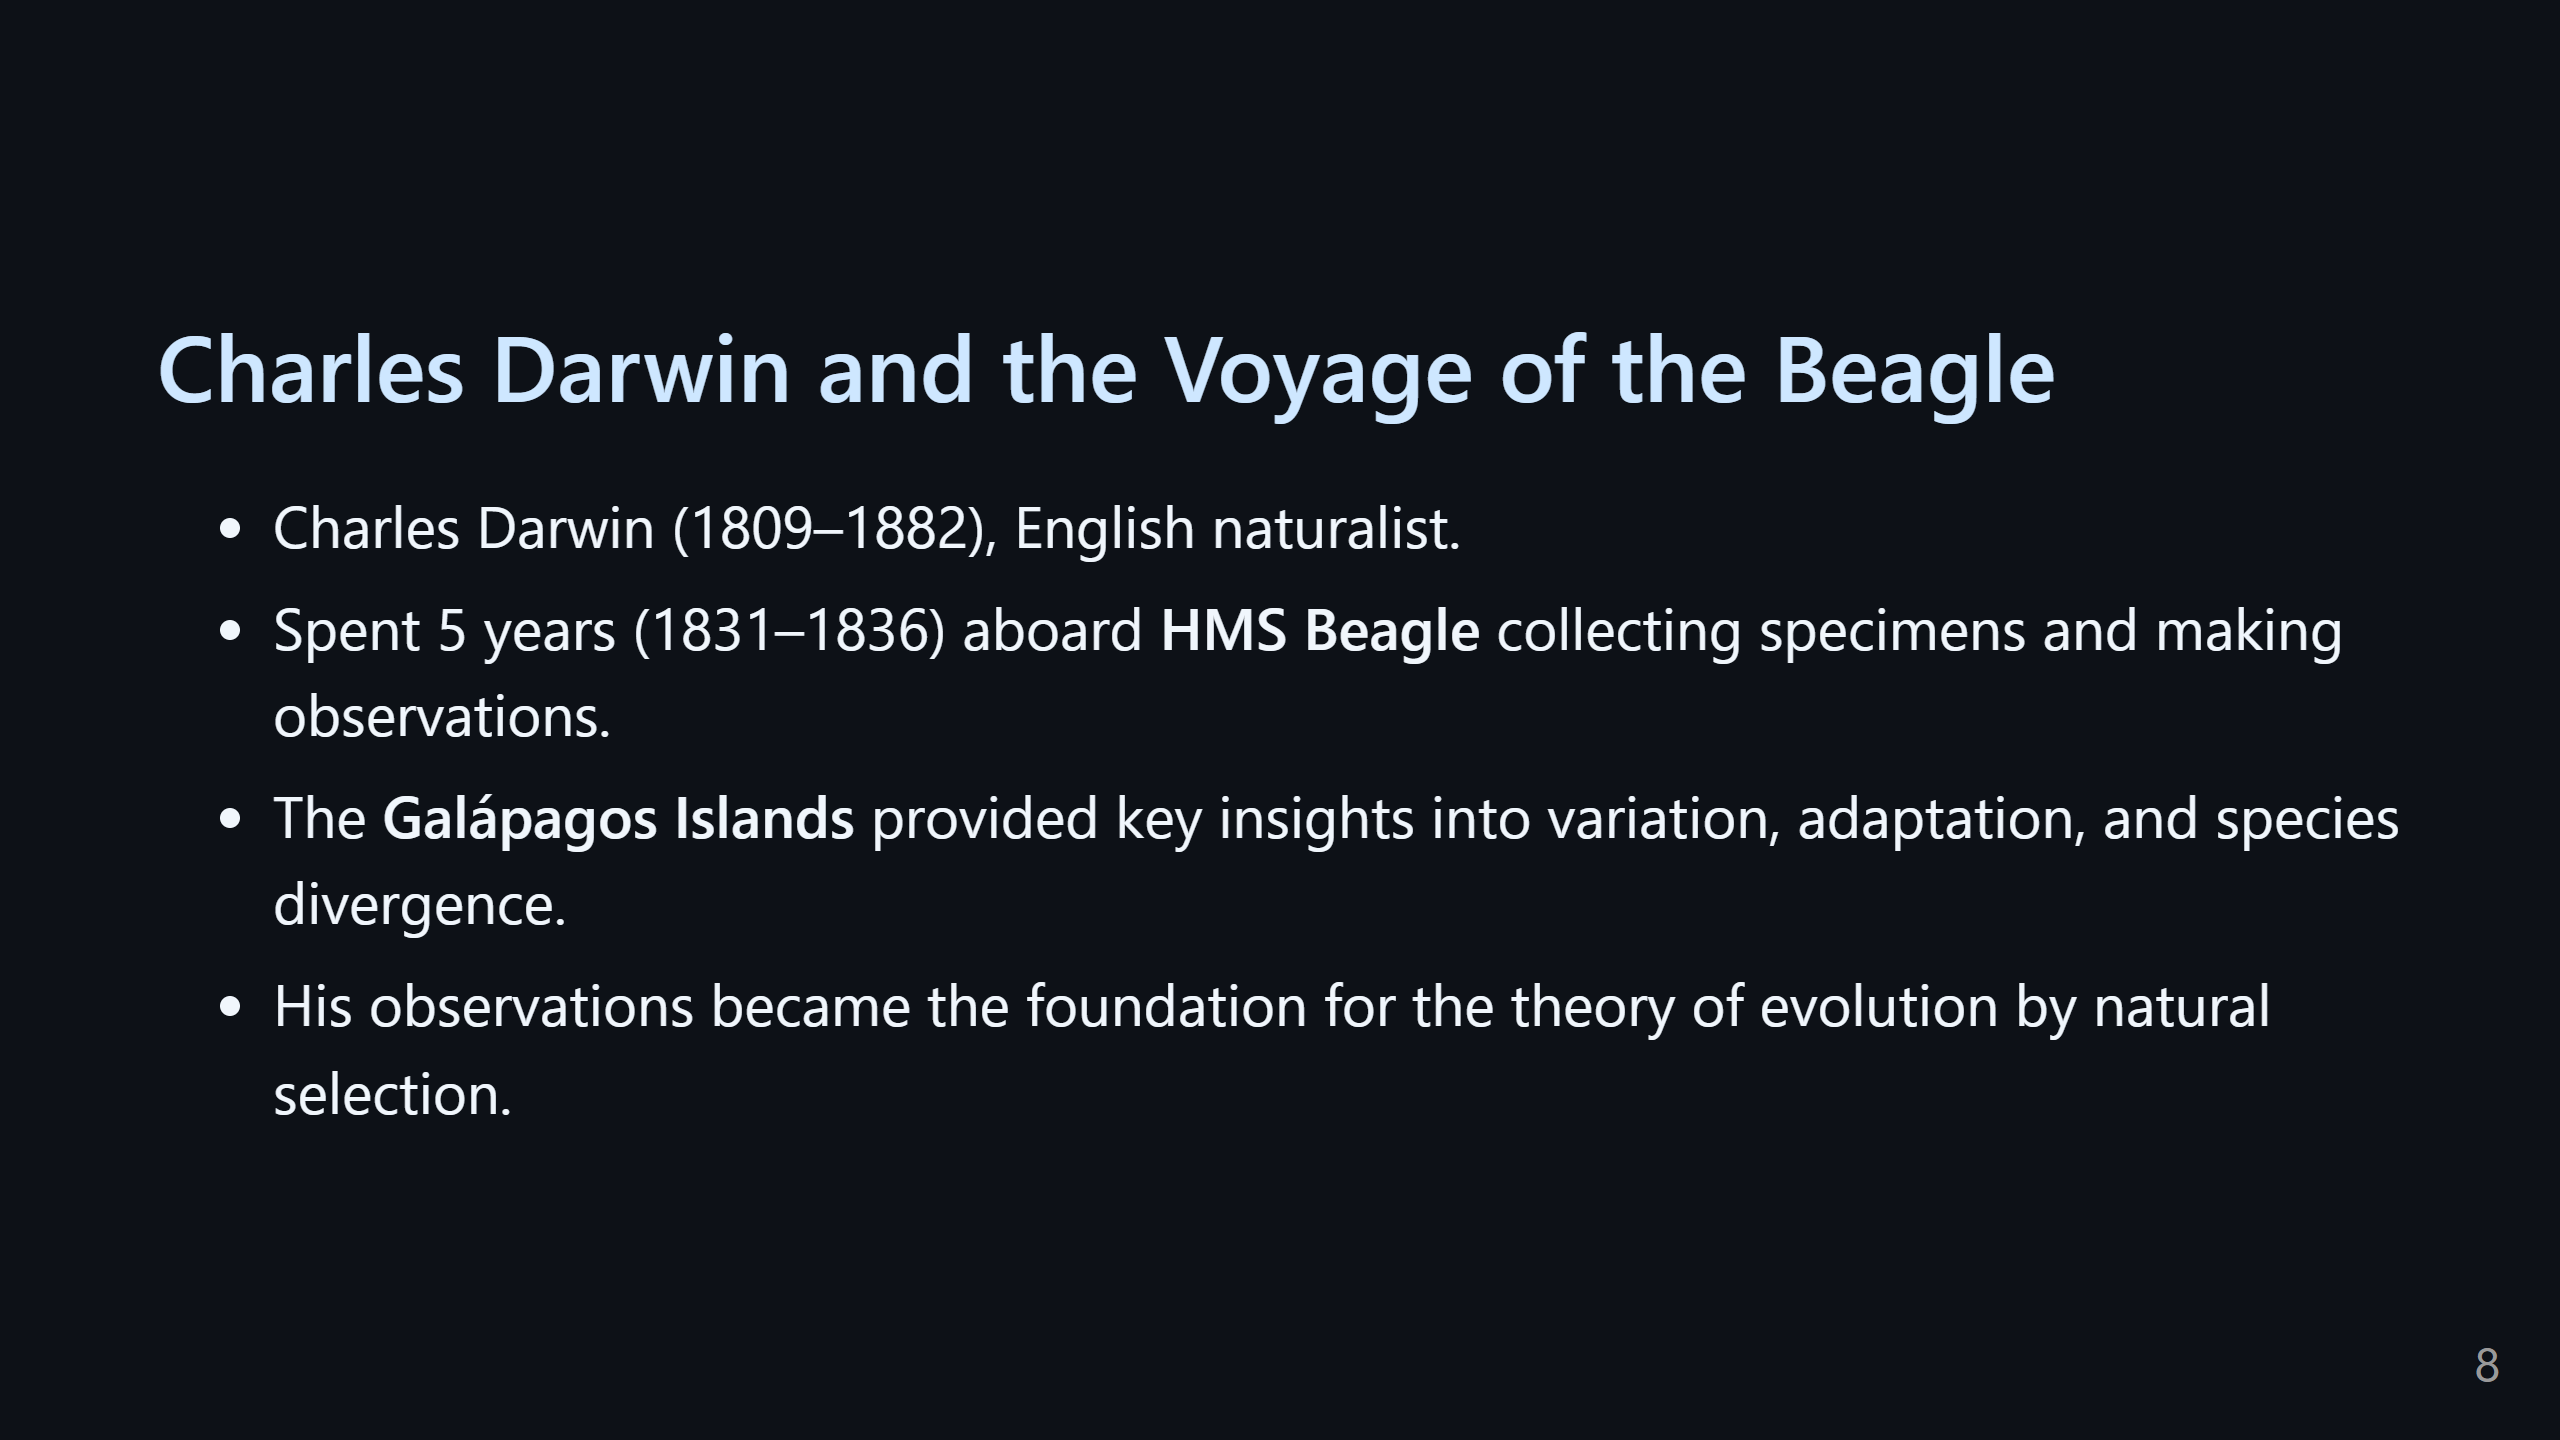 Charles Darwin and the Voyage of the Beagle
• Charles Darwin (1809–1882), English naturalist.
• Spent 5 years (1831–1836) aboard HMS Beagle collecting specimens and making
observations.
• The Galápagos Islands provided key insights into variation, adaptation, and species
divergence.
• His observations became the foundation for the theory of evolution by natural
selection.
8